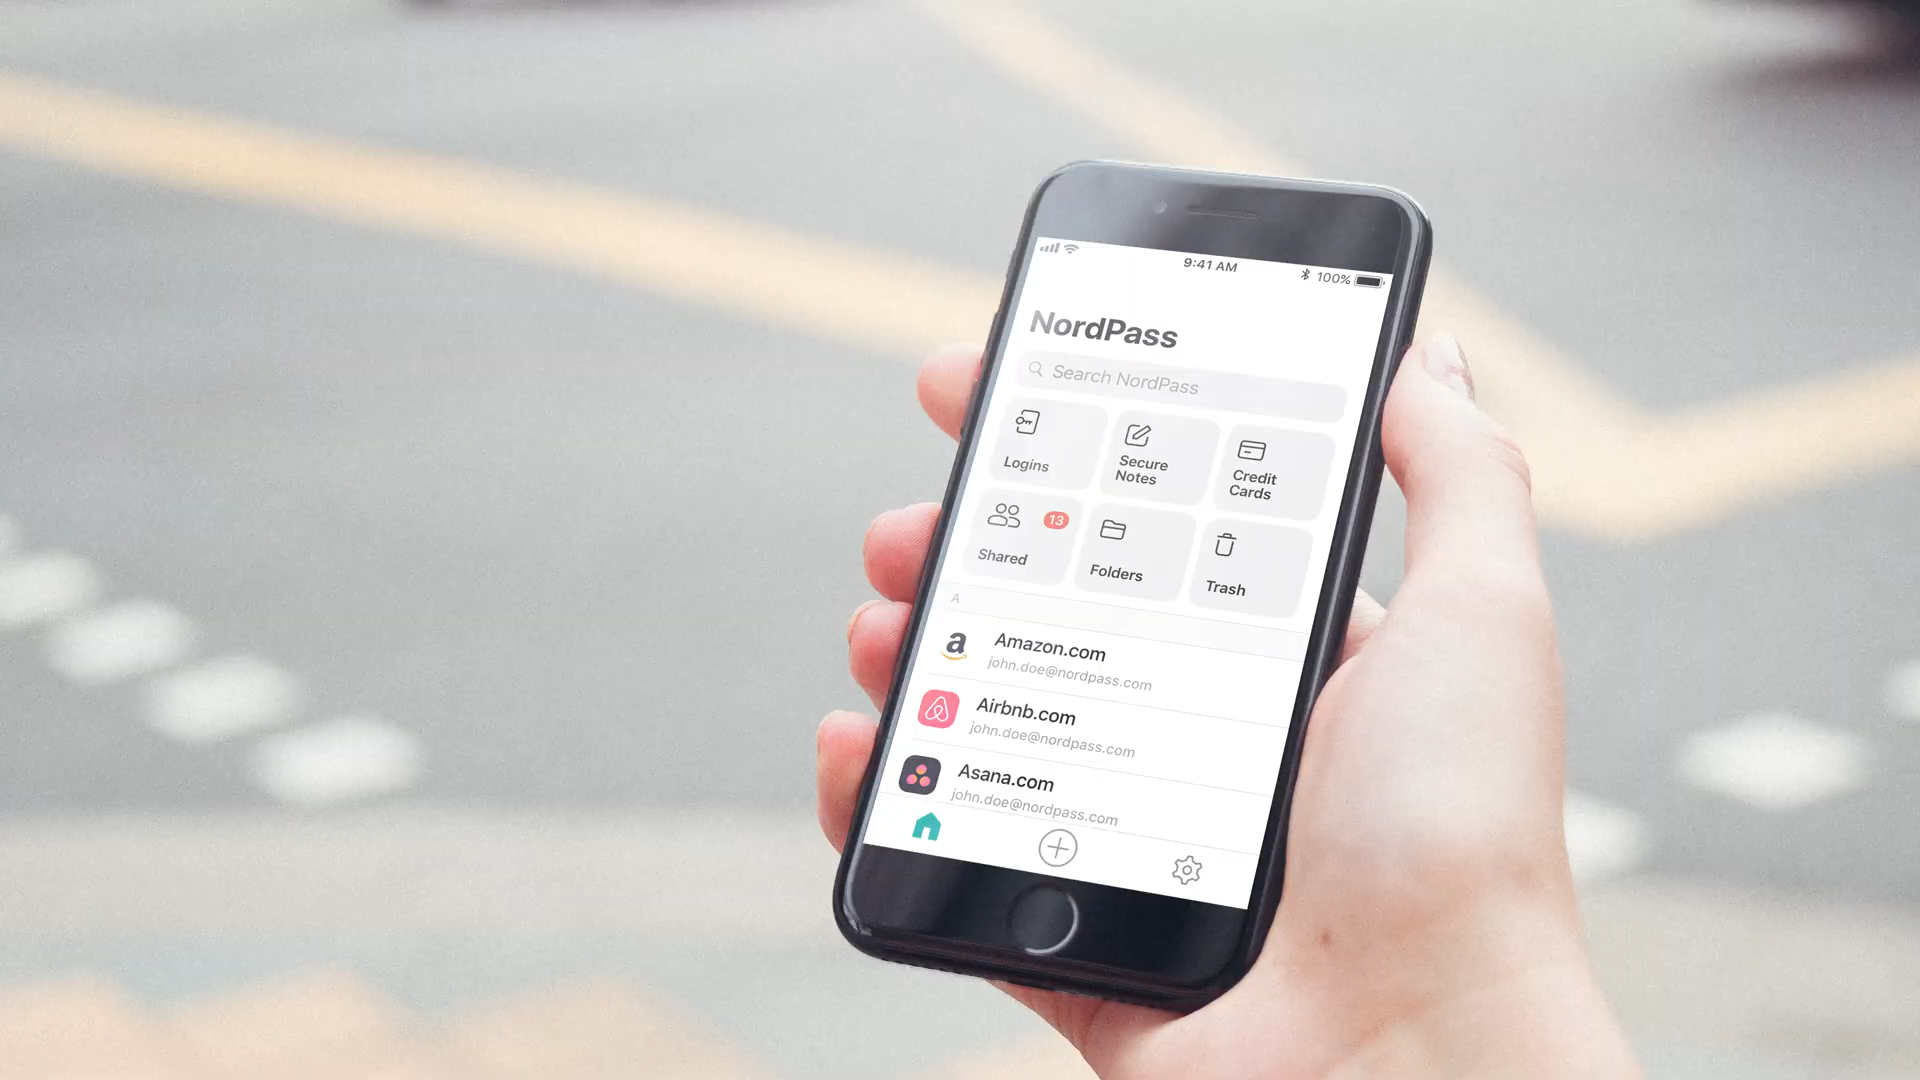 9:41 AM
100%
NordPass
Search NordPass
Logins
Secure
Notes
Credit
Cards
Shared
13
Folders
Trash
A
a
Amazon.com
john.doe@nordpass.com
Airbnb.com
john.doe@nordpass.com
Asana.com
john.doe@nordpass.com